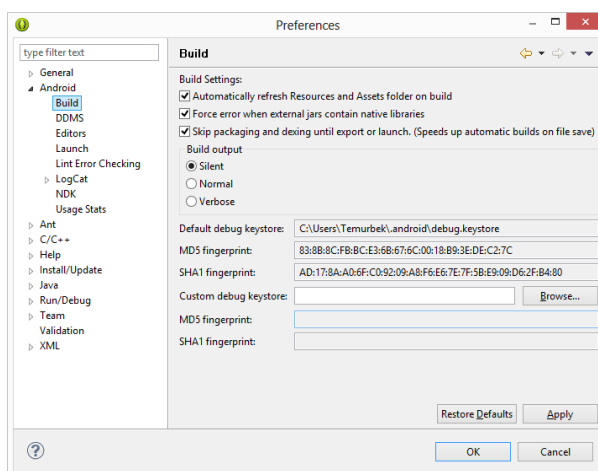 Preferences
type filter text
General
Android
Build
DDMS
Editors
Launch
Lint Error Checking
LogCat
NDK
Usage Stats
Ant
C/C++
Help
Install/Update
Java
Run/Debug
Team
Validation
XML
Build
Build Settings:
Automatically refresh Resources and Assets folder on build
Force error when external jars contain native libraries
Skip packaging and dexing until export or launch. (Speeds up automatic builds on file save)
Build output
Silent
Normal
Verbose
Default debug keystore: C:\Users\Temurbek\.android\debug.keystore
MD5 fingerprint: 83:8B:8C:FB:BC:E3:6B:67:6C:00:18:B9:3E:DE:C2:7C
SHA1 fingerprint: AD:17:8A:A0:6F:C0:92:09:A8:F6:E6:7E:7F:5B:E9:09:D6:2F:B4:80
Custom debug keystore: Browse...
MD5 fingerprint:
SHA1 fingerprint:
Restore Defaults Apply
OK Cancel